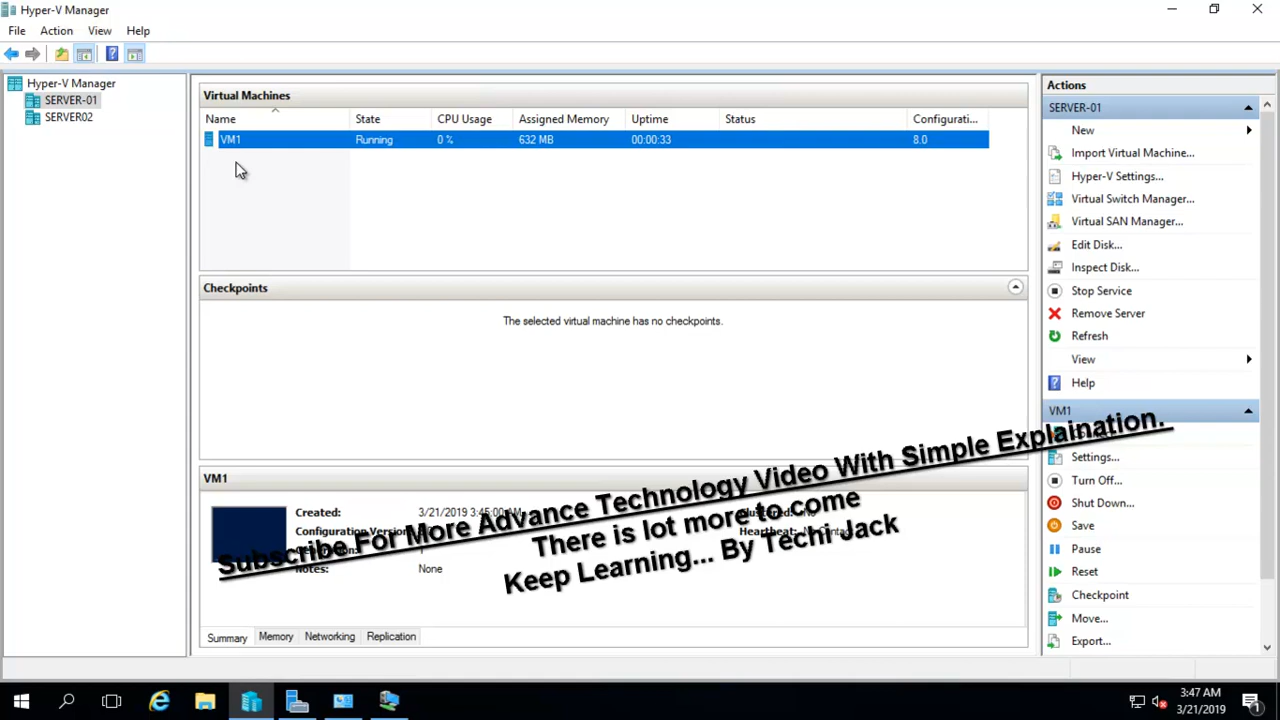 Hyper-V Manager
File Action View Help
Hyper-V Manager
SERVER-01
SERVER02
Virtual Machines
Name State CPU Usage Assigned Memory Uptime Status Configurati...
VM1 Running 0 % 632 MB 00:00:33 8.0
Checkpoints
The selected virtual machine has no checkpoints.
VM1
Created: 3/21/2019 3:45:00
Configuration
Clustered: No
Heartbeat:
Notes: None
Summary Memory Networking Replication
Subscribe For More Advance Technology Video With Simple Explaination.
There is lot more to come
Keep Learning... By Techi Jack
Actions
SERVER-01
New
Import Virtual Machine...
Hyper-V Settings...
Virtual Switch Manager...
Virtual SAN Manager...
Edit Disk...
Inspect Disk...
Stop Service
Remove Server
Refresh
View
Help
VM1
Settings...
Turn Off...
Shut Down...
Save
Pause
Reset
Checkpoint
Move...
Export...
3:47 AM
3/21/2019
1